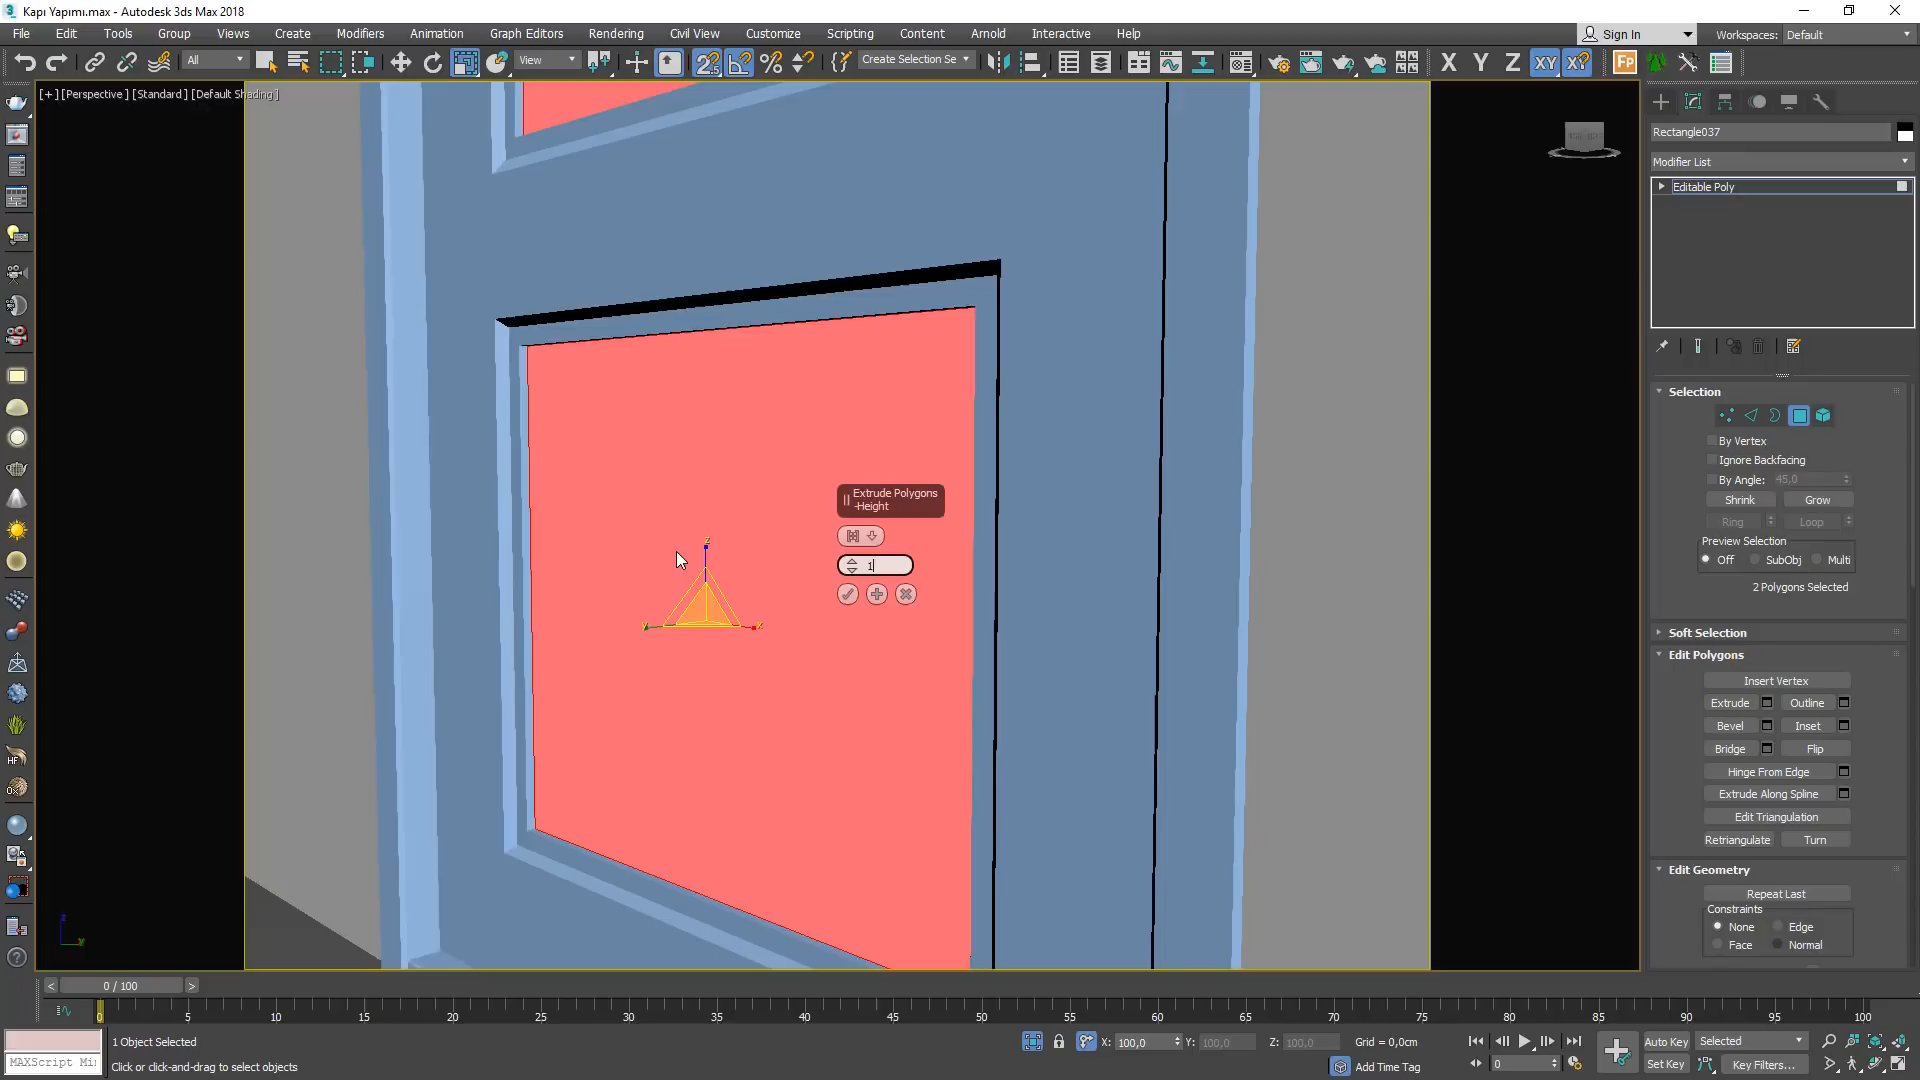 Kapı Yapımı.max - Autodesk 3ds Max 2018
File Edit Tools Group Views Create Modifiers Animation Graph Editors Rendering Civil View Customize Scripting Content Arnold Interactive Help
Sign In
Workspaces: Default
All
View
Create Selection Se
X Y Z XY
[+] [Perspective] [Standard] [Default Shading]
Rectangle037
Modifier List
Editable Poly
Selection
By Vertex
Ignore Backfacing
By Angle: 45,0
Shrink Grow
Ring Loop
Preview Selection
Off SubObj Multi
2 Polygons Selected
Extrude Polygons
-Height
1
z
y x
Soft Selection
Edit Polygons
Insert Vertex
Extrude Outline
Bevel Inset
Bridge Flip
Hinge From Edge
Extrude Along Spline
Edit Triangulation
Retriangulate Turn
Edit Geometry
Repeat Last
Constraints
None Edge
Face Normal
< 0 / 100 >
0 5 10 15 20 25 30 35 40 45 50 55 60 65 70 75 80 85 90 95 100
1 Object Selected
X: 100,0 Y: 100,0 Z: 100,0 Grid = 0,0cm
Auto Key Selected
MAXScript Mi
Click or click-and-drag to select objects
Add Time Tag
0
Set Key Key Filters...